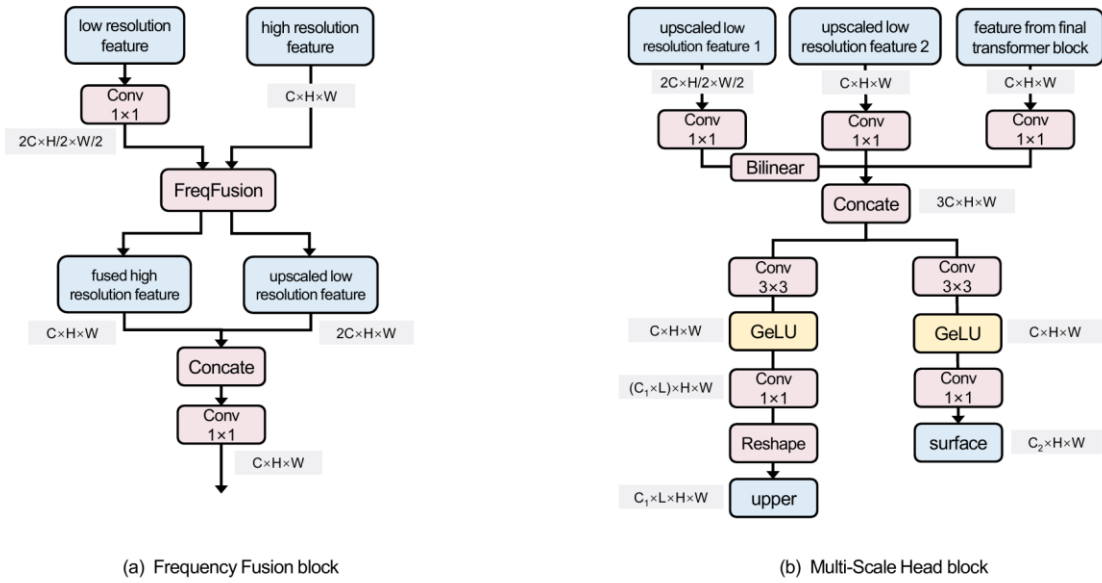 low resolution
feature
high resolution
feature
Conv
1×1
C×H×W
2C×H/2×W/2
FreqFusion
fused high
resolution feature
upscaled low
resolution feature
C×H×W
2C×H×W
Concate
Conv
1×1
C×H×W
(a) Frequency Fusion block
upscaled low
resolution feature 1
upscaled low
resolution feature 2
feature from final
transformer block
2C×H/2×W/2
C×H×W
C×H×W
Conv
1×1
Conv
1×1
Conv
1×1
Bilinear
Concate
3C×H×W
Conv
3×3
Conv
3×3
C×H×W
GeLU
GeLU
C×H×W
(C₁×L)×H×W
Conv
1×1
Conv
1×1
Reshape
surface
C₂×H×W
C₁×L×H×W
upper
(b) Multi-Scale Head block